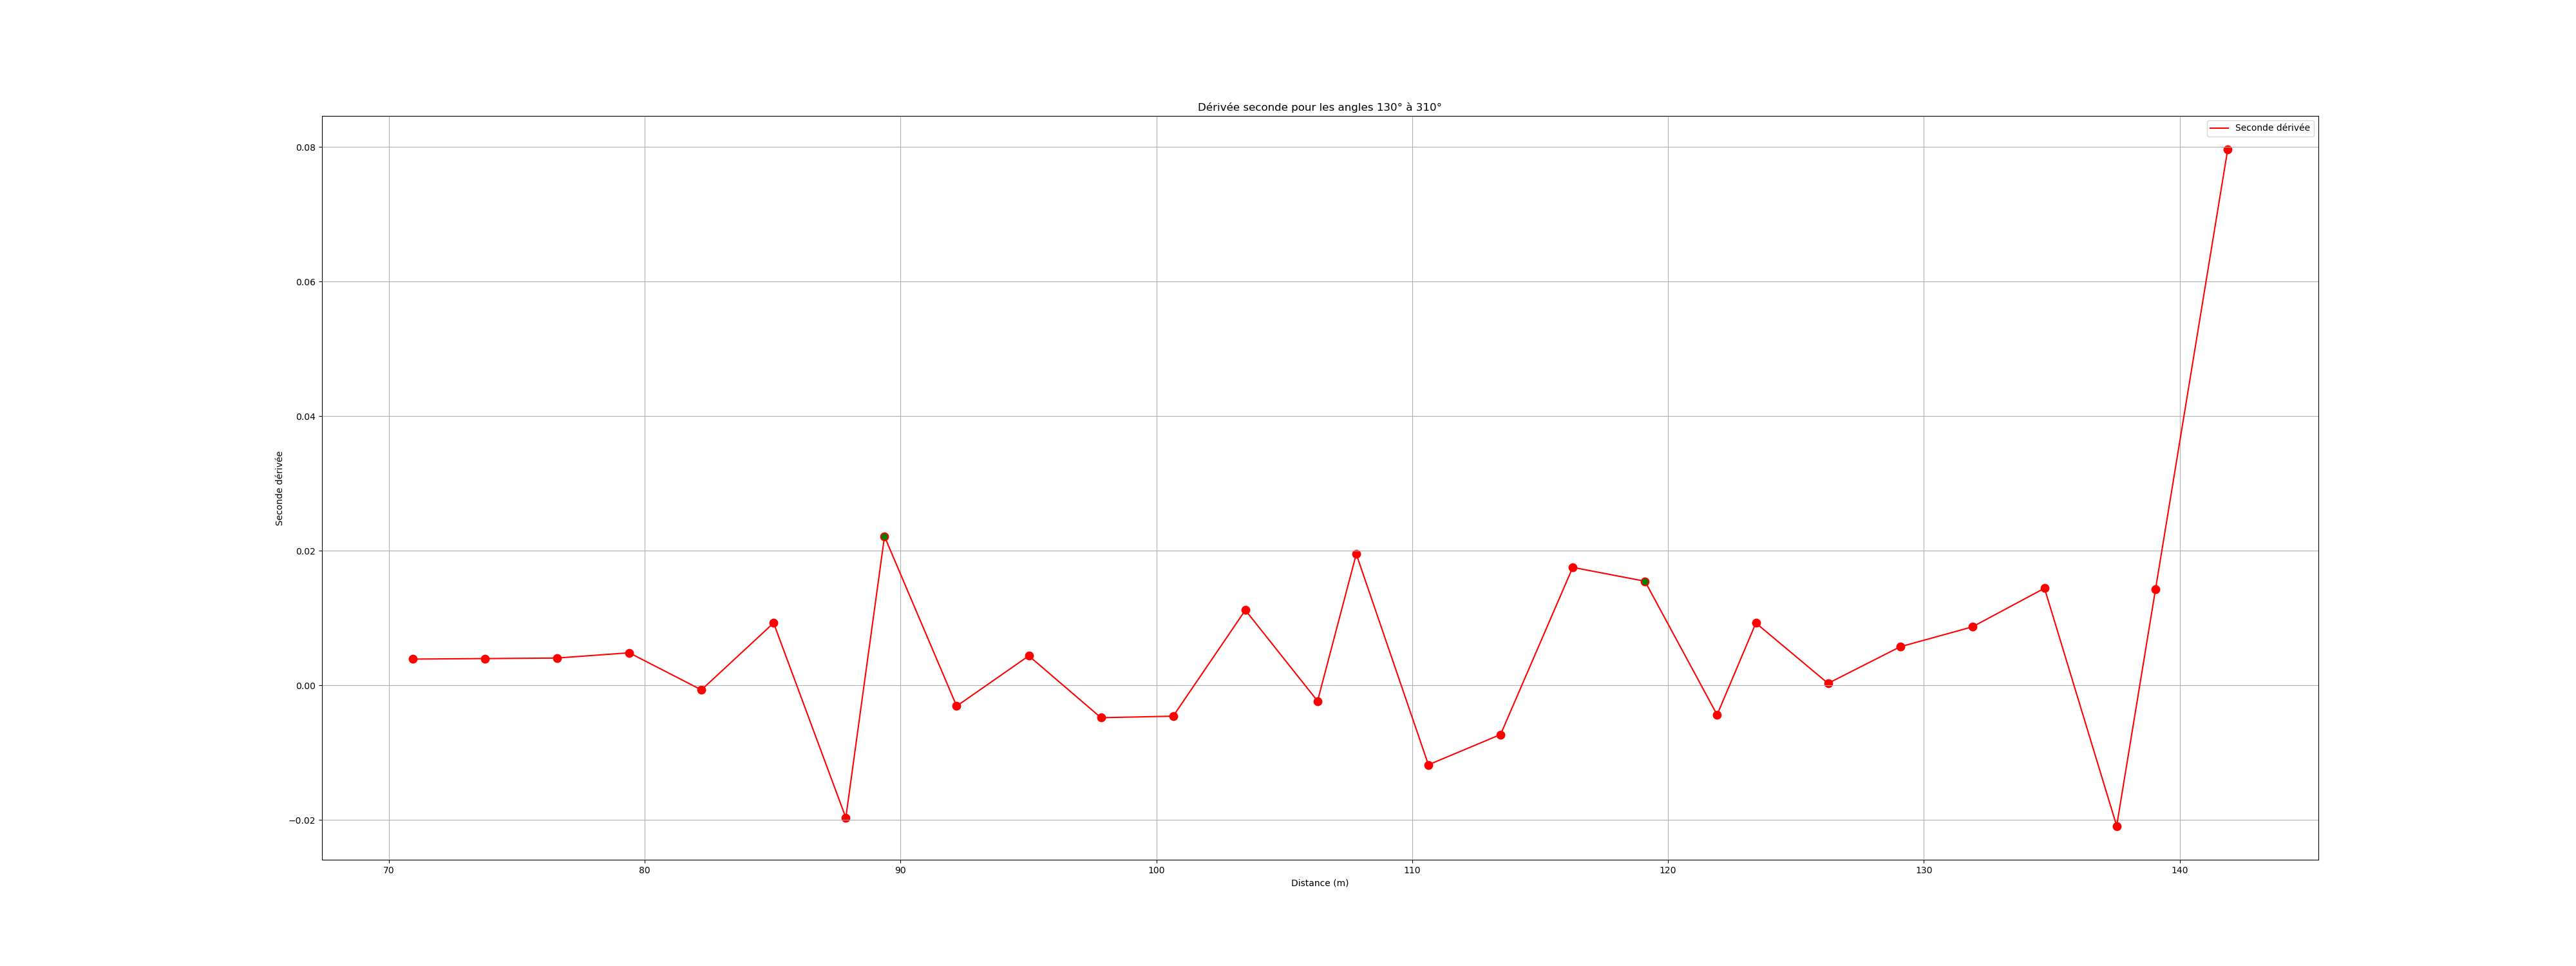 Dérivée seconde pour les angles 130° à 310°
Seconde dérivée
0.08
0.06
0.04
0.02
0.00
−0.02
Seconde dérivée
70 80 90 100 110 120 130 140
Distance (m)